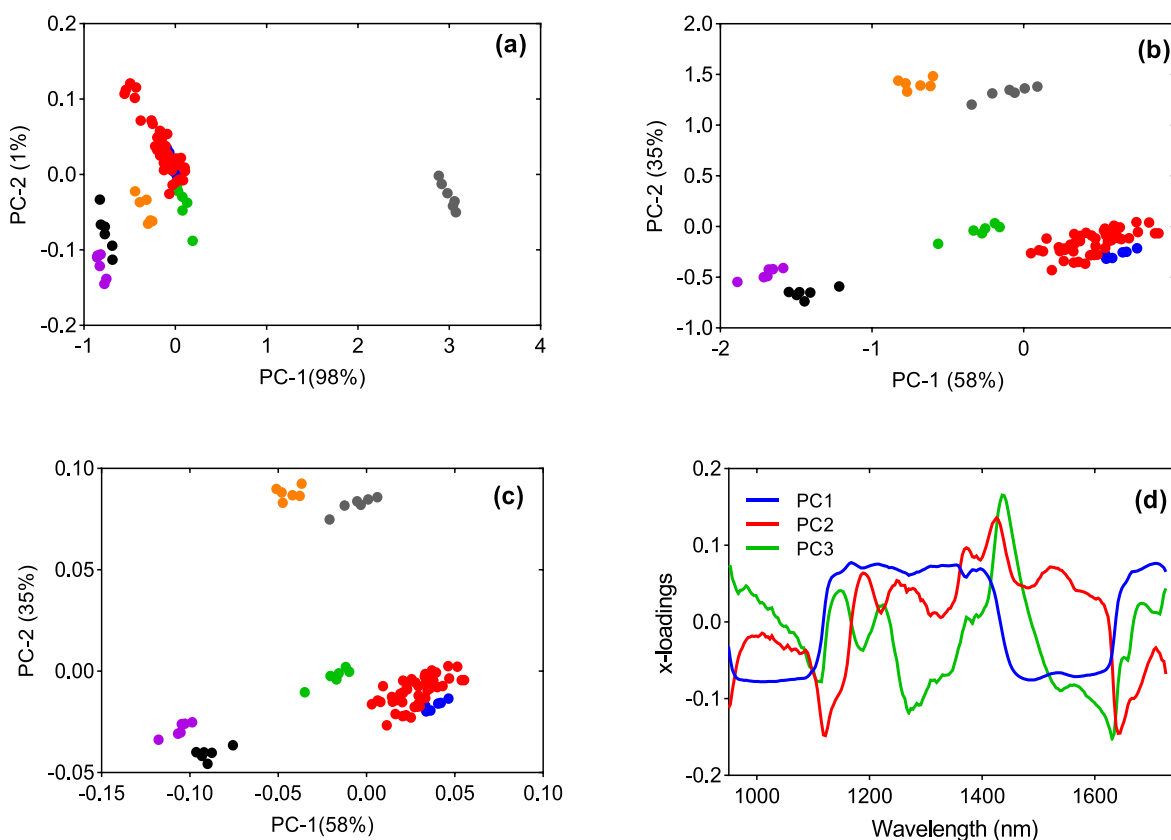 (a)
0.2
0.1
0.0
-0.1
-0.2
PC-2 (1%)
-1 0 1 2 3 4
PC-1(98%)
(b)
2.0
1.5
1.0
0.5
0.0
-0.5
-1.0
PC-2 (35%)
-2 -1 0
PC-1 (58%)
(c)
0.10
0.05
0.00
-0.05
PC-2 (35%)
-0.15 -0.10 -0.05 0.00 0.05 0.10
PC-1(58%)
(d)
0.2
0.1
0.0
-0.1
-0.2
x-loadings
PC1
PC2
PC3
1000 1200 1400 1600
Wavelength (nm)